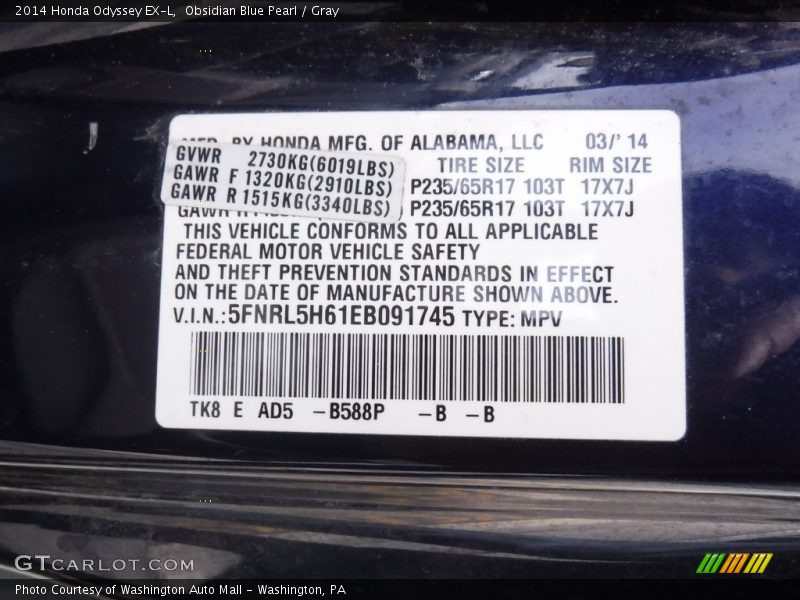 2014 Honda Odyssey EX-L,  Obsidian Blue Pearl / Gray
MFD. BY HONDA MFG. OF ALABAMA, LLC 03/'14
GVWR 2730KG(6019LBS)
GAWR F 1320KG(2910LBS)
GAWR R 1515KG(3340LBS)
TIRE SIZE RIM SIZE
P235/65R17 103T 17X7J
P235/65R17 103T 17X7J
GAWR
THIS VEHICLE CONFORMS TO ALL APPLICABLE
FEDERAL MOTOR VEHICLE SAFETY
AND THEFT PREVENTION STANDARDS IN EFFECT
ON THE DATE OF MANUFACTURE SHOWN ABOVE.
V.I.N.:5FNRL5H61EB091745 TYPE: MPV
TK8 E AD5 -B588P -B -B
GTCARLOT.COM
Photo Courtesy of Washington Auto Mall - Washington, PA